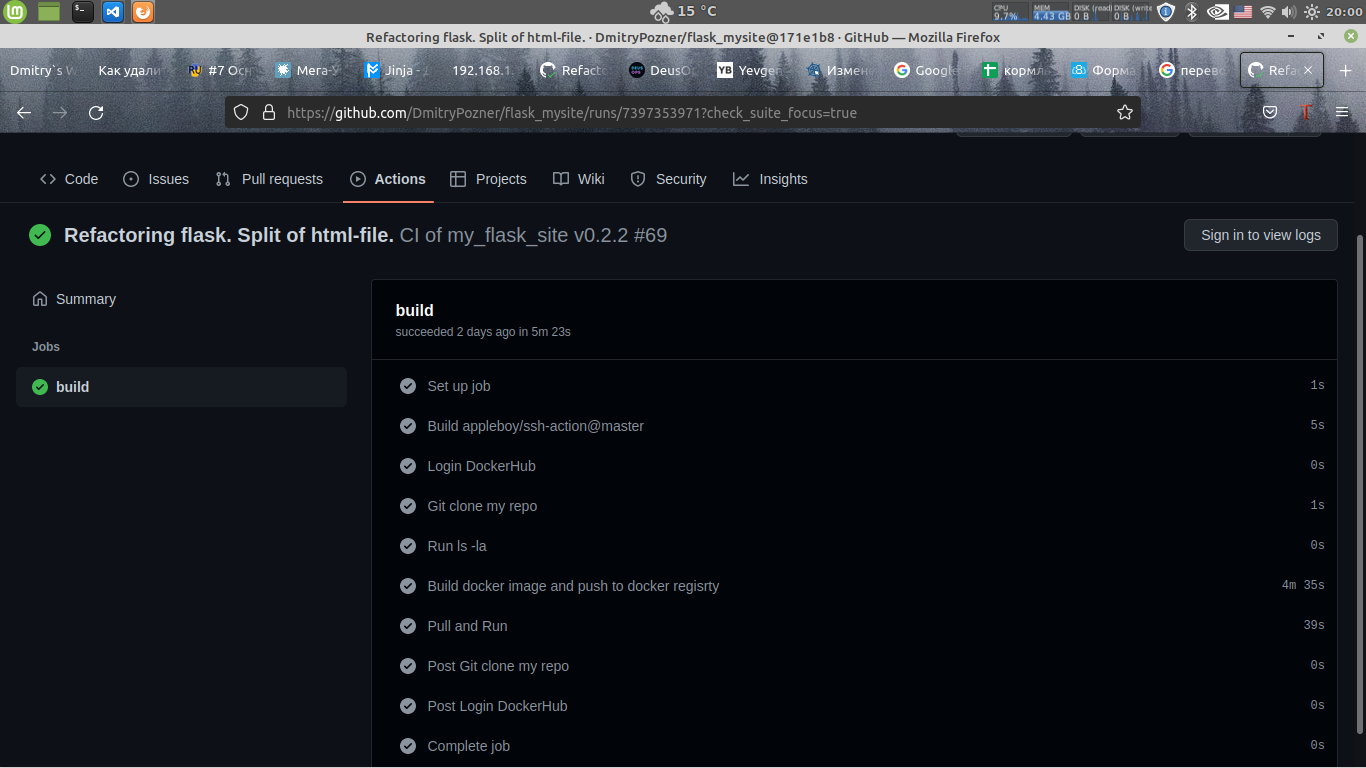 15 °C
CPU
9.7%
MEM
4.43 GB
DISK (read)
0 B
DISK (write
0 B
20:00
Refactoring flask. Split of html-file. · DmitryPozner/flask_mysite@171e1b8 · GitHub — Mozilla Firefox
Dmitry`s W
Как удали
#7 Осн
Мега-У
Jinja -
192.168.1.
Refact
DeusO
YB Yevgen
Измене
Google
кормл
Форма
перево
Refa
https://github.com/DmitryPozner/flask_mysite/runs/7397353971?check_suite_focus=true
Code
Issues
Pull requests
Actions
Projects
Wiki
Security
Insights
Refactoring flask. Split of html-file. CI of my_flask_site v0.2.2 #69
Sign in to view logs
Summary
Jobs
build
build
succeeded 2 days ago in 5m 23s
Set up job 1s
Build appleboy/ssh-action@master 5s
Login DockerHub 0s
Git clone my repo 1s
Run ls -la 0s
Build docker image and push to docker regisrty 4m 35s
Pull and Run 39s
Post Git clone my repo 0s
Post Login DockerHub 0s
Complete job 0s